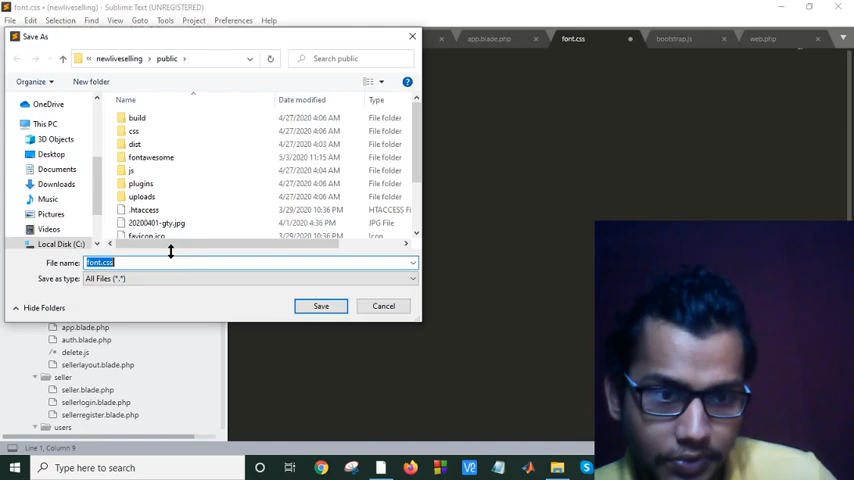 font.css - (newliveselling) - Sublime Text (UNREGISTERED)
File Edit Selection Find View Goto Tools Project Preferences Help
Save As
app.blade.php font.css bootstrap.js web.php
« newliveselling › public ›
Search public
Organize New folder
Name Date modified Type
OneDrive
This PC
3D Objects
Desktop
Documents
Downloads
Music
Pictures
Videos
Local Disk (C:)
build 4/27/2020 4:06 AM File folder
css 4/27/2020 4:06 AM File folder
dist 4/27/2020 4:03 AM File folder
fontawesome 5/3/2020 11:15 AM File folder
js 4/27/2020 4:04 AM File folder
plugins 4/27/2020 4:06 AM File folder
uploads 4/27/2020 4:06 AM File folder
.htaccess 3/29/2020 10:36 PM HTACCESS Fi
20200401-gty.jpg 4/1/2020 4:36 PM JPG File
favicon.ico 3/29/2020 10:36 PM Icon
File name: font.css
Save as type: All Files (*.*)
Hide Folders
Save Cancel
app.blade.php
auth.blade.php
delete.js
sellerlayout.blade.php
seller
seller.blade.php
sellerlogin.blade.php
sellerregister.blade.php
users
Line 1, Column 9
Type here to search